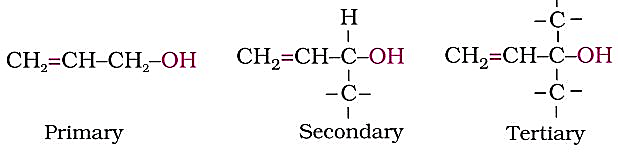 CH₂=CH–CH₂–OH
Primary
H
CH₂=CH–C–OH
–C–
Secondary
–C–
CH₂=CH–C–OH
–C–
Tertiary